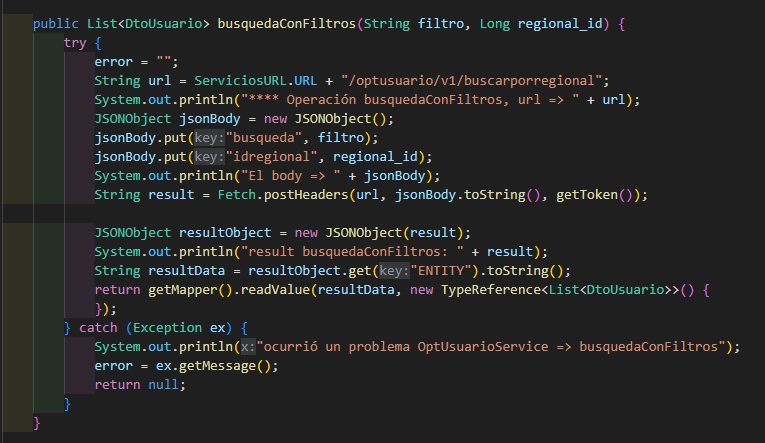 public List<DtoUsuario> busquedaConFiltros(String filtro, Long regional_id) {
try {
error = "";
String url = ServiciosURL.URL + "/optusuario/v1/buscarporregional";
System.out.println("**** Operación busquedaConFiltros, url => " + url);
JSONObject jsonBody = new JSONObject();
jsonBody.put(key:"busqueda", filtro);
jsonBody.put(key:"idregional", regional_id);
System.out.println("El body => " + jsonBody);
String result = Fetch.postHeaders(url, jsonBody.toString(), getToken());
JSONObject resultObject = new JSONObject(result);
System.out.println("result busquedaConFiltros: " + result);
String resultData = resultObject.get(key:"ENTITY").toString();
return getMapper().readValue(resultData, new TypeReference<List<DtoUsuario>>() {
});
} catch (Exception ex) {
System.out.println(x:"ocurrió un problema OptUsuarioService => busquedaConFiltros");
error = ex.getMessage();
return null;
}
}